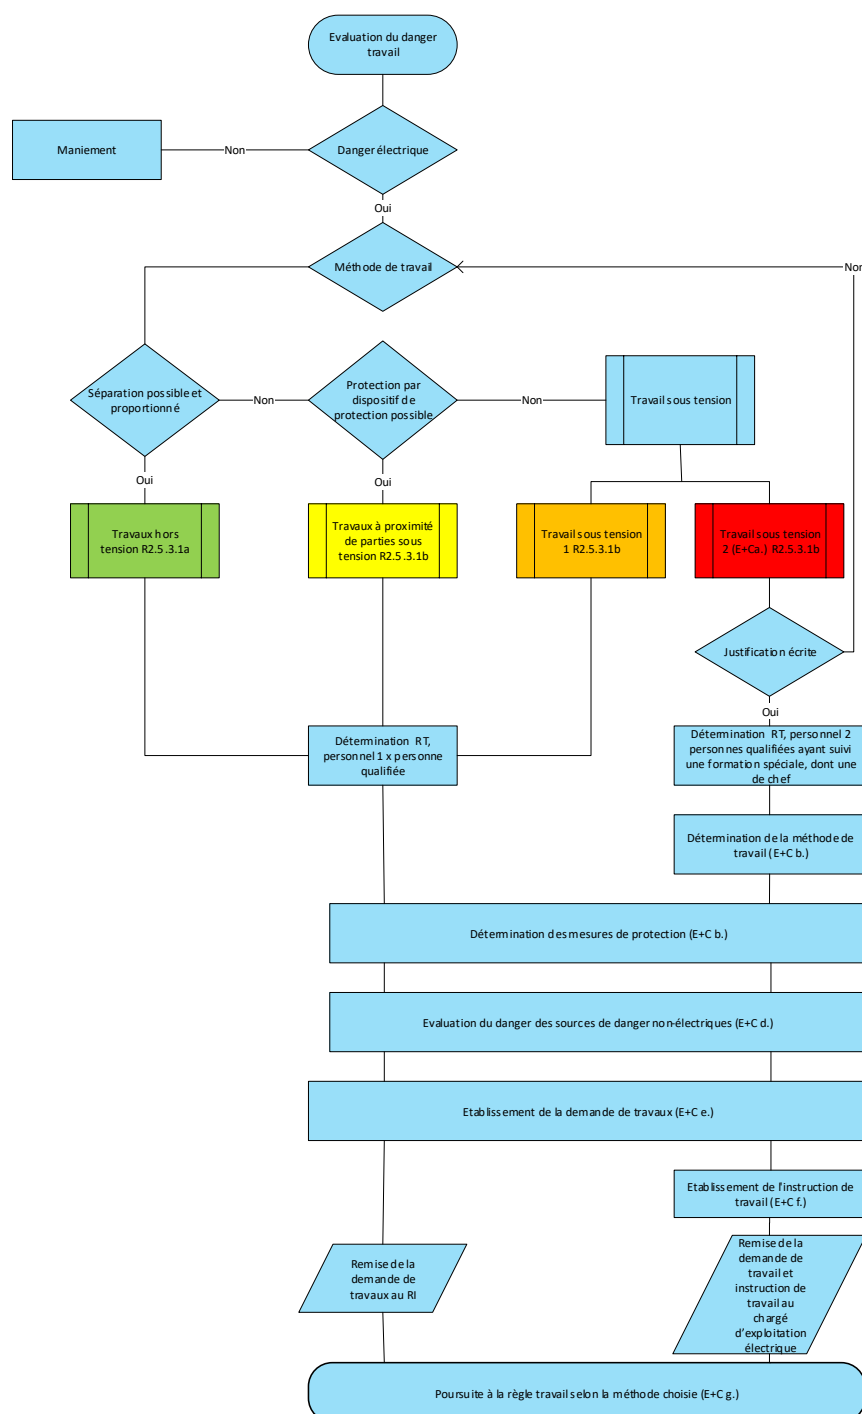 Evaluation du danger
travail
Maniement
Non
Danger électrique
Oui
Méthode de travail
Non
Séparation possible et
proportionné
Non
Protection par
dispositif de
protection possible
Non
Travail sous tension
Oui
Oui
Travaux hors
tension R2.5.3.1a
Travaux à proximité
de parties sous
tension R2.5.3.1b
Travail sous tension
1 R2.5.3.1b
Travail sous tension
2 (E+Ca.) R2.5.3.1b
Justification écrite
Oui
Détermination RT,
personnel 1 x personne
qualifiée
Détermination RT, personnel 2
personnes qualifiées ayant suivi
une formation spéciale, dont une
de chef
Détermination de la méthode de
travail (E+C b.)
Détermination des mesures de protection (E+C b.)
Evaluation du danger des sources de danger non-électriques (E+C d.)
Etablissement de la demande de travaux (E+C e.)
Etablissement de l'instruction de
travail (E+C f.)
Remise de la
demande de
travaux au RI
Remise de la
demande de
travail et
instruction de
travail au
chargé
d'exploitation
électrique
Poursuite à la règle travail selon la méthode choisie (E+C g.)